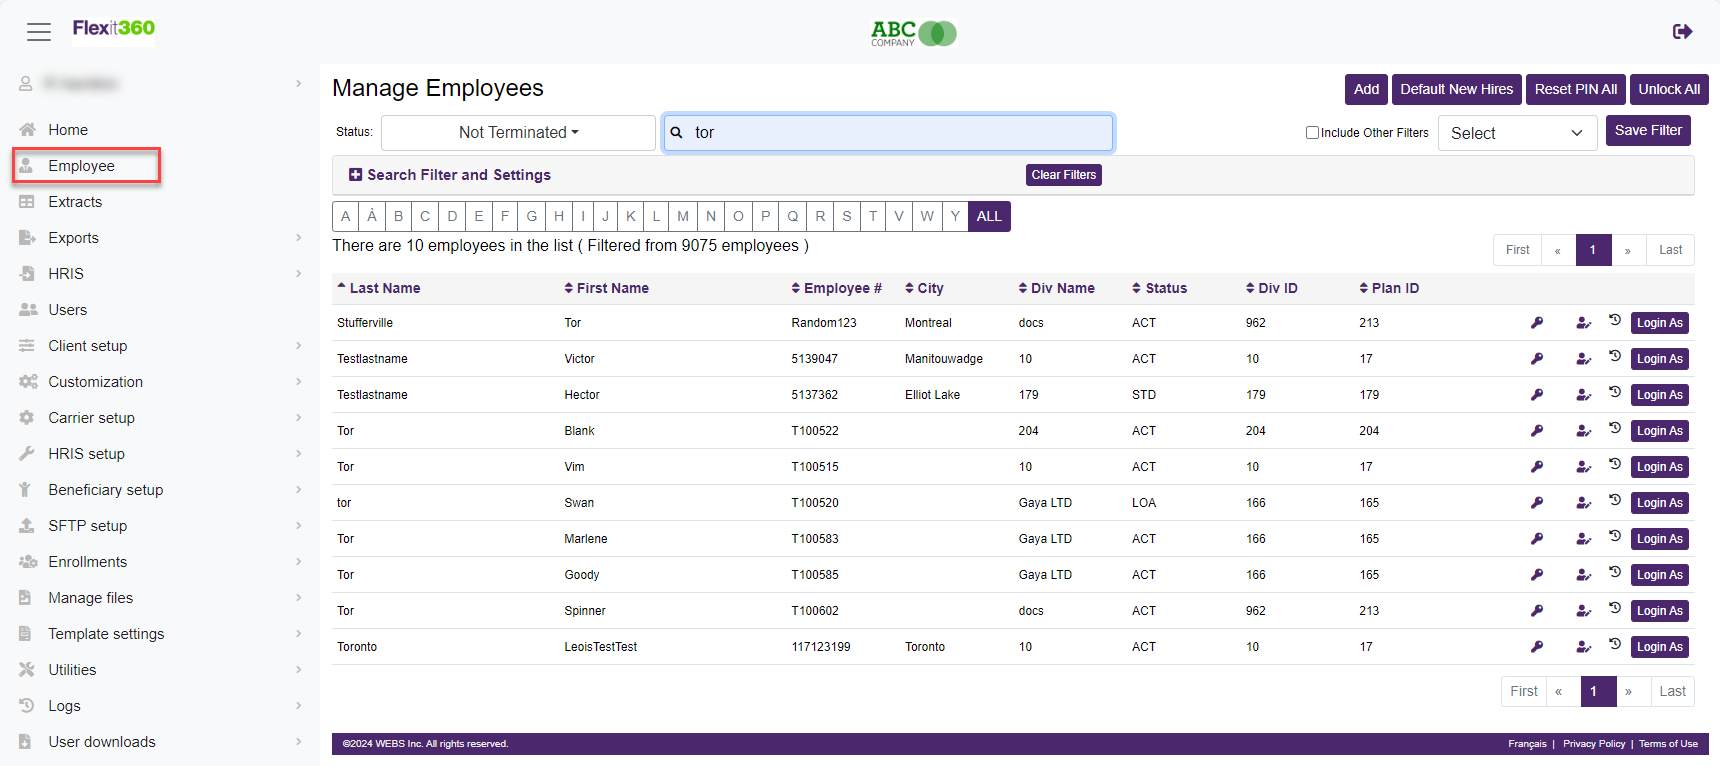 Flexit360
ABC
COMPANY
Home
Employee
Extracts
Exports
HRIS
Users
Client setup
Customization
Carrier setup
HRIS setup
Beneficiary setup
SFTP setup
Enrollments
Manage files
Template settings
Utilities
Logs
User downloads
Manage Employees
Add Default New Hires Reset PIN All Unlock All
Status: Not Terminated tor Include Other Filters Select Save Filter
Search Filter and Settings Clear Filters
A À B C D E F G H I J K L M N O P Q R S T V W Y ALL
There are 10 employees in the list ( Filtered from 9075 employees )
First « 1 » Last
Last Name First Name Employee # City Div Name Status Div ID Plan ID
Stufferville Tor Random123 Montreal docs ACT 962 213 Login As
Testlastname Victor 5139047 Manitouwadge 10 ACT 10 17 Login As
Testlastname Hector 5137362 Elliot Lake 179 STD 179 179 Login As
Tor Blank T100522 204 ACT 204 204 Login As
Tor Vim T100515 10 ACT 10 17 Login As
tor Swan T100520 Gaya LTD LOA 166 165 Login As
Tor Marlene T100583 Gaya LTD ACT 166 165 Login As
Tor Goody T100585 Gaya LTD ACT 166 165 Login As
Tor Spinner T100602 docs ACT 962 213 Login As
Toronto LeoisTestTest 117123199 Toronto 10 ACT 10 17 Login As
First « 1 » Last
©2024 WEBS Inc. All rights reserved. Français | Privacy Policy | Terms of Use